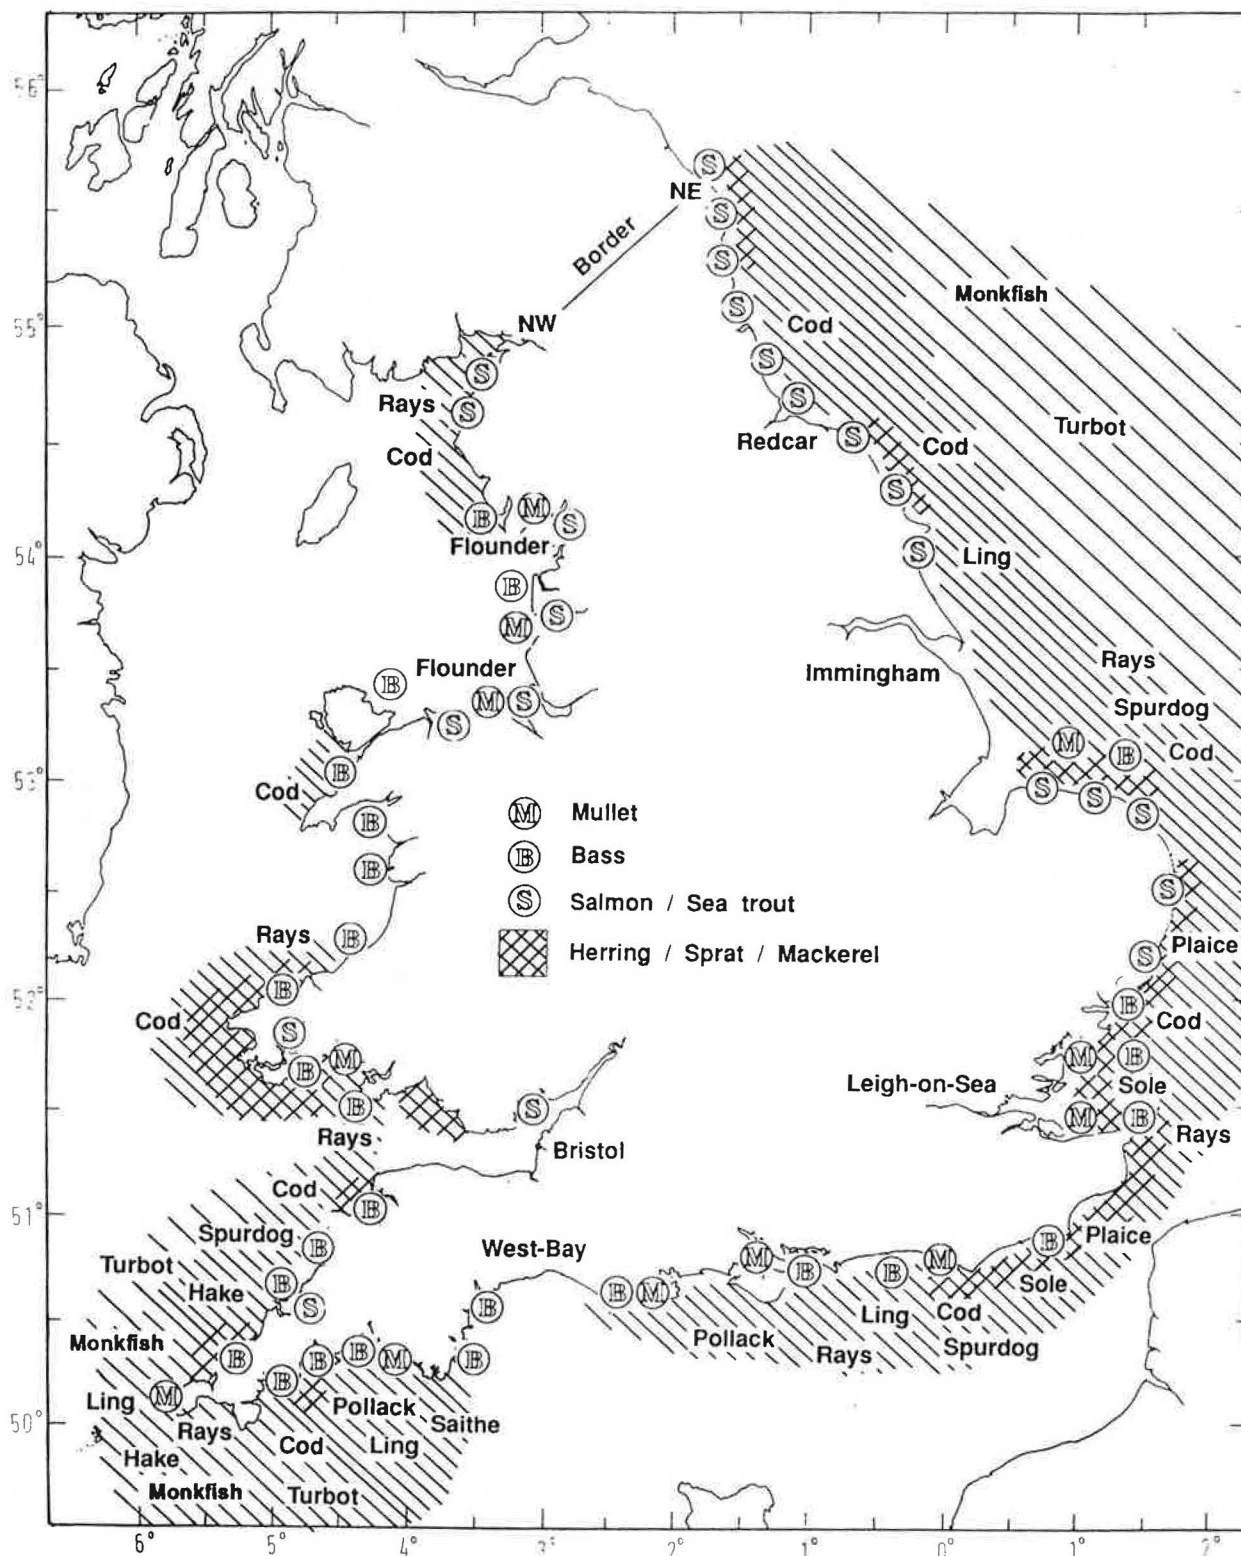 56°
S
NE
S
Border
S
Monkfish
S
55°
NW
Cod
S
S
Rays
S
S
Turbot
Redcar
S
Cod
Cod
S
B
M
S
Flounder
54°
S
Ling
B
M
S
Flounder
Immingham
Rays
B
M
S
S
Spurdog
M
B
Cod
53°
B
Cod
S
S
S
B
M Mullet
B
B Bass
S
S Salmon / Sea trout
Rays
B
Plaice
Herring / Sprat / Mackerel
S
B
52°
B
Cod
S
Cod
M
B
M
B
Leigh-on-Sea
Sole
B
S
M
B
Rays
Rays
Bristol
Cod
51°
B
Spurdog
B
West-Bay
M
M
B
Plaice
Turbot
Hake
B
S
B
B
M
B
B
Sole
Ling
Cod
Monkfish
B
B
B
M
B
Pollack
Rays
Spurdog
M
B
Ling
Pollack
50°
Rays
Saithe
Cod
Ling
Hake
Monkfish
Turbot
6° 5° 4° 3° 2° 1° 0° 1° 2°